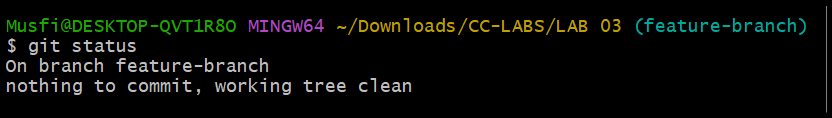 Musfi@DESKTOP-QVT1R8O MINGW64 ~/Downloads/CC-LABS/LAB 03 (feature-branch)
$ git status
On branch feature-branch
nothing to commit, working tree clean